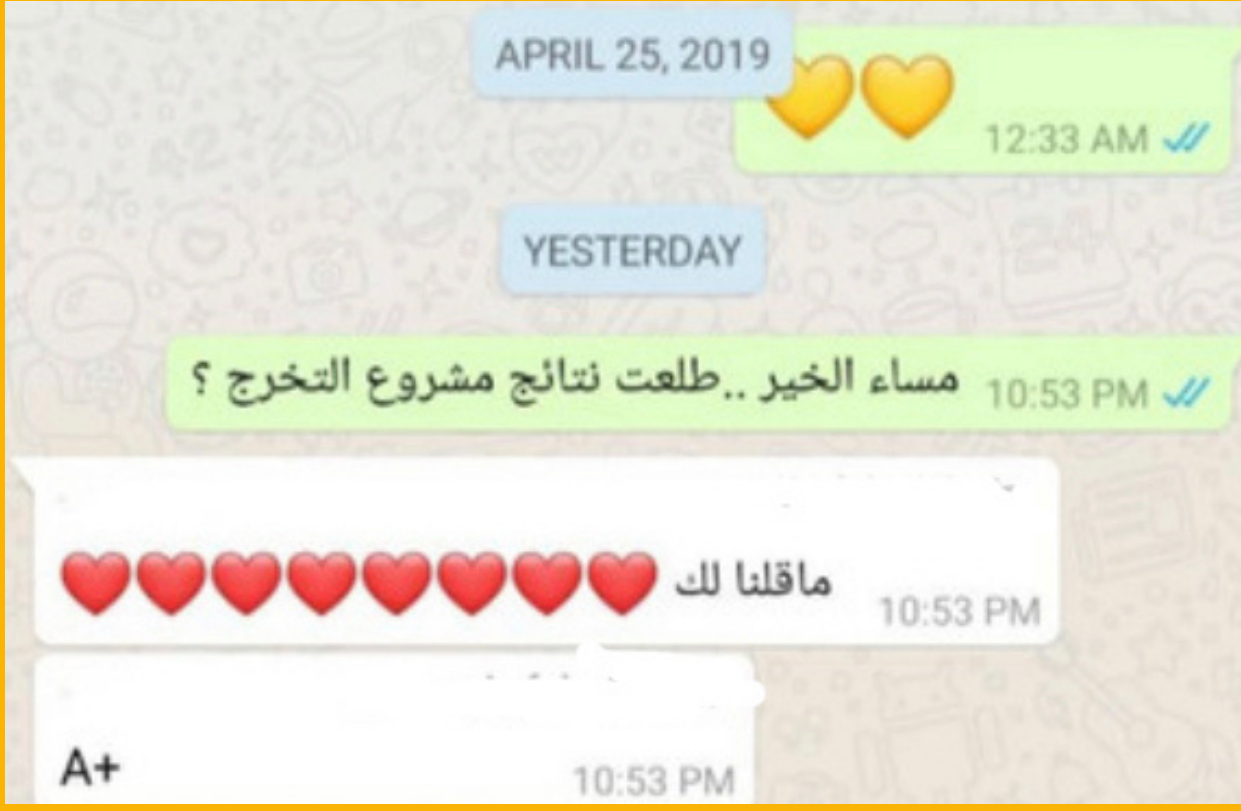 APRIL 25, 2019
💛💛
12:33 AM
YESTERDAY
مساء الخير ..طلعت نتائج مشروع التخرج ؟
10:53 PM
ماقلنا لك ❤️❤️❤️❤️❤️❤️❤️❤️
10:53 PM
A+
10:53 PM